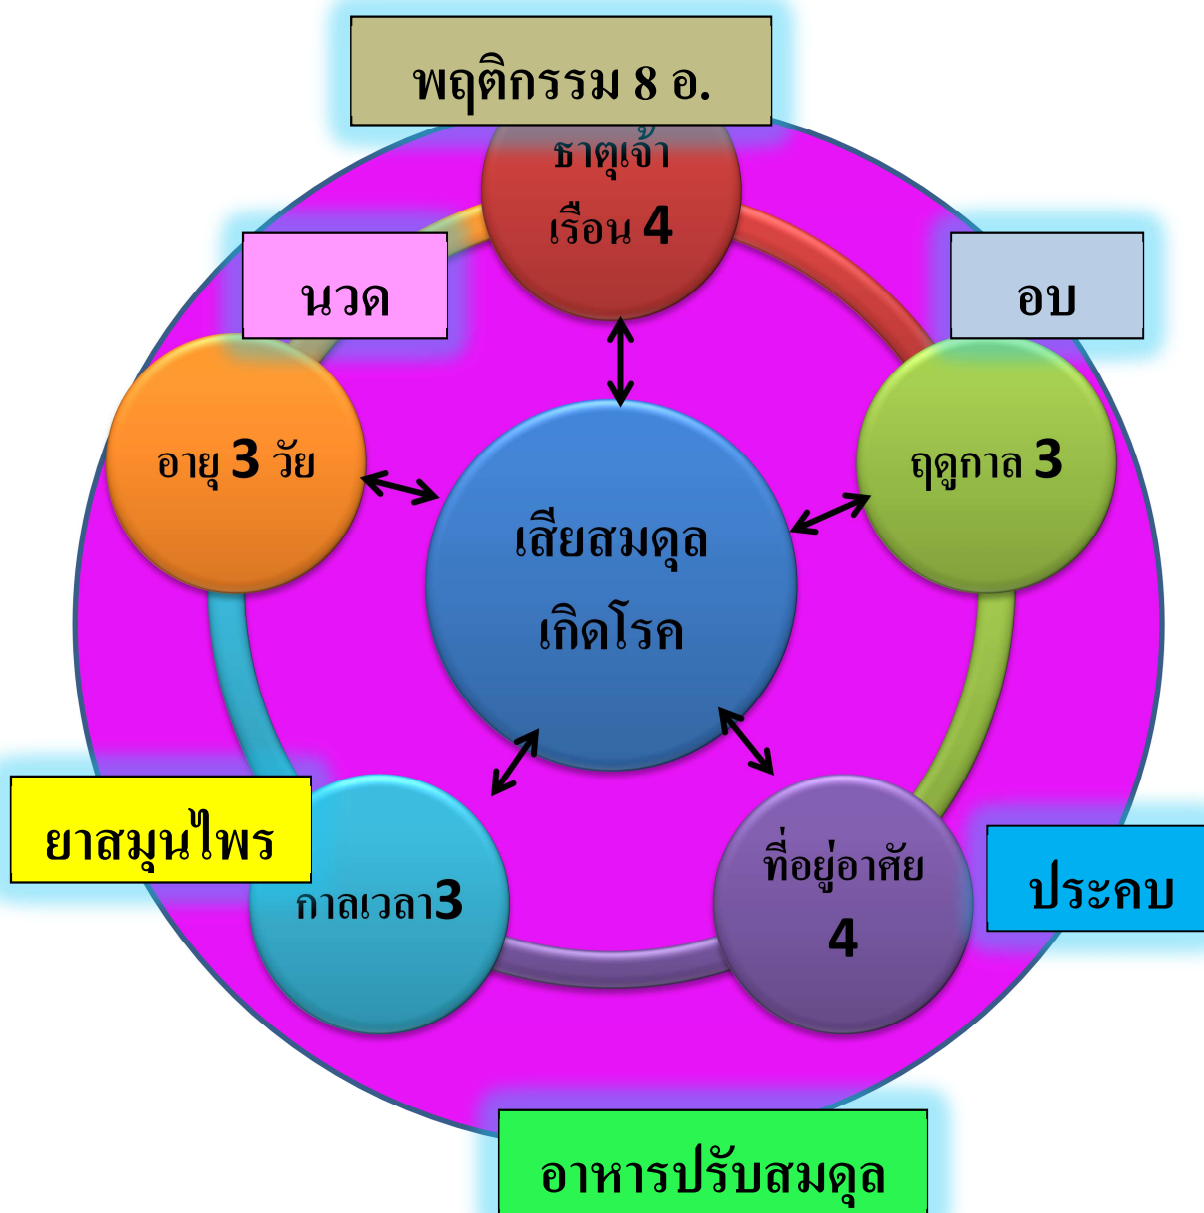 พฤติกรรม 8 อ.
ธาตุเจ้า
เรือน 4
นวด
อบ
อายุ 3 วัย
ฤดูกาล 3
เสียสมดุล
เกิดโรค
ยาสมุนไพร
ที่อยู่อาศัย
4
ประคบ
กาลเวลา3
อาหารปรับสมดุล